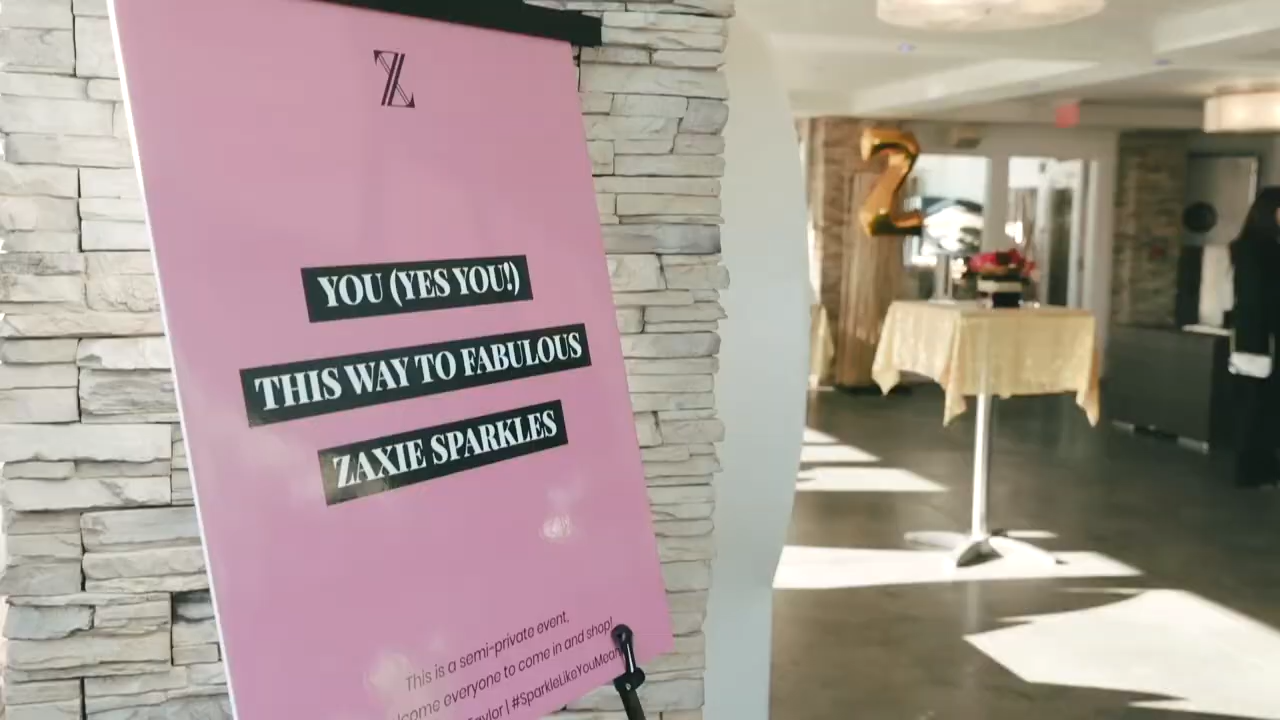 Z
YOU (YES YOU!)
THIS WAY TO FABULOUS
ZAXIE SPARKLES
This is a semi-private event,
everyone to come in and shop!
| #SparkleLikeYouMean
Z